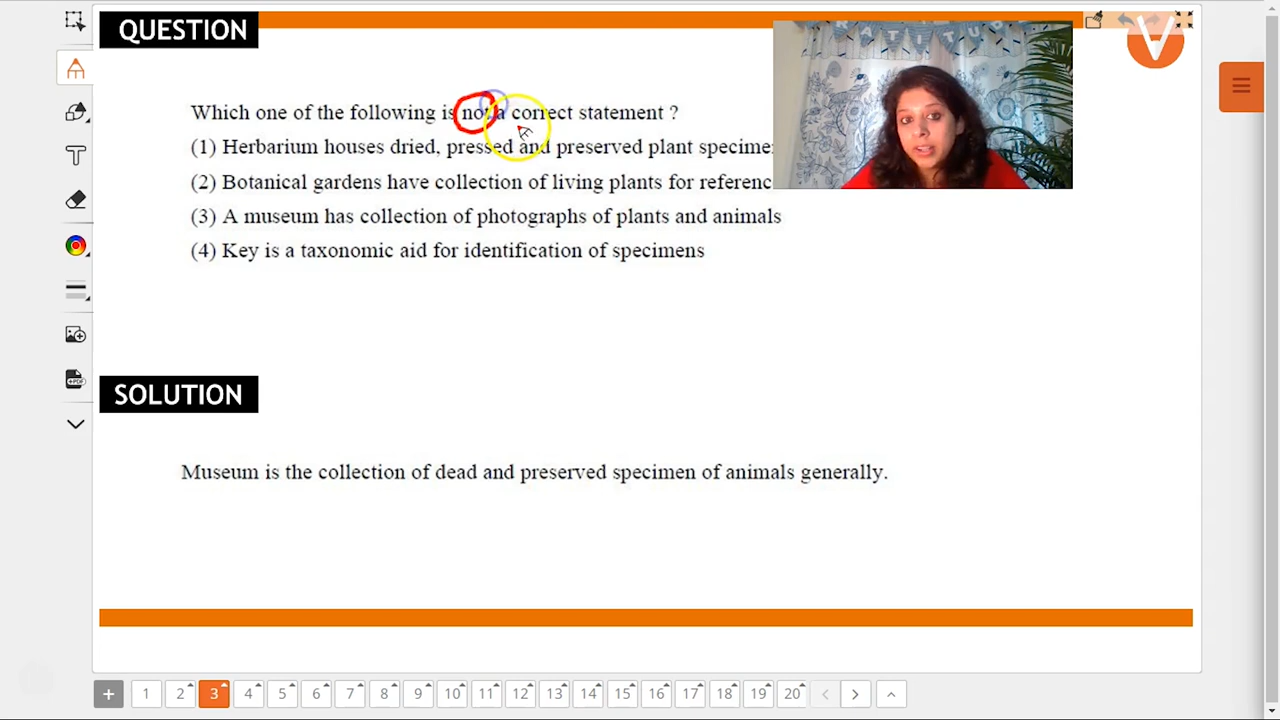 QUESTION
Which one of the following is not a correct statement ?
(1) Herbarium houses dried, pressed and preserved plant
(2) Botanical gardens have collection of living plants for
(3) A museum has collection of photographs of plants and animals
(4) Key is a taxonomic aid for identification of specimens
SOLUTION
Museum is the collection of dead and preserved specimen of animals generally.
+PDF
1 2 3 4 5 6 7 8 9 10 11 12 13 14 15 16 17 18 19 20